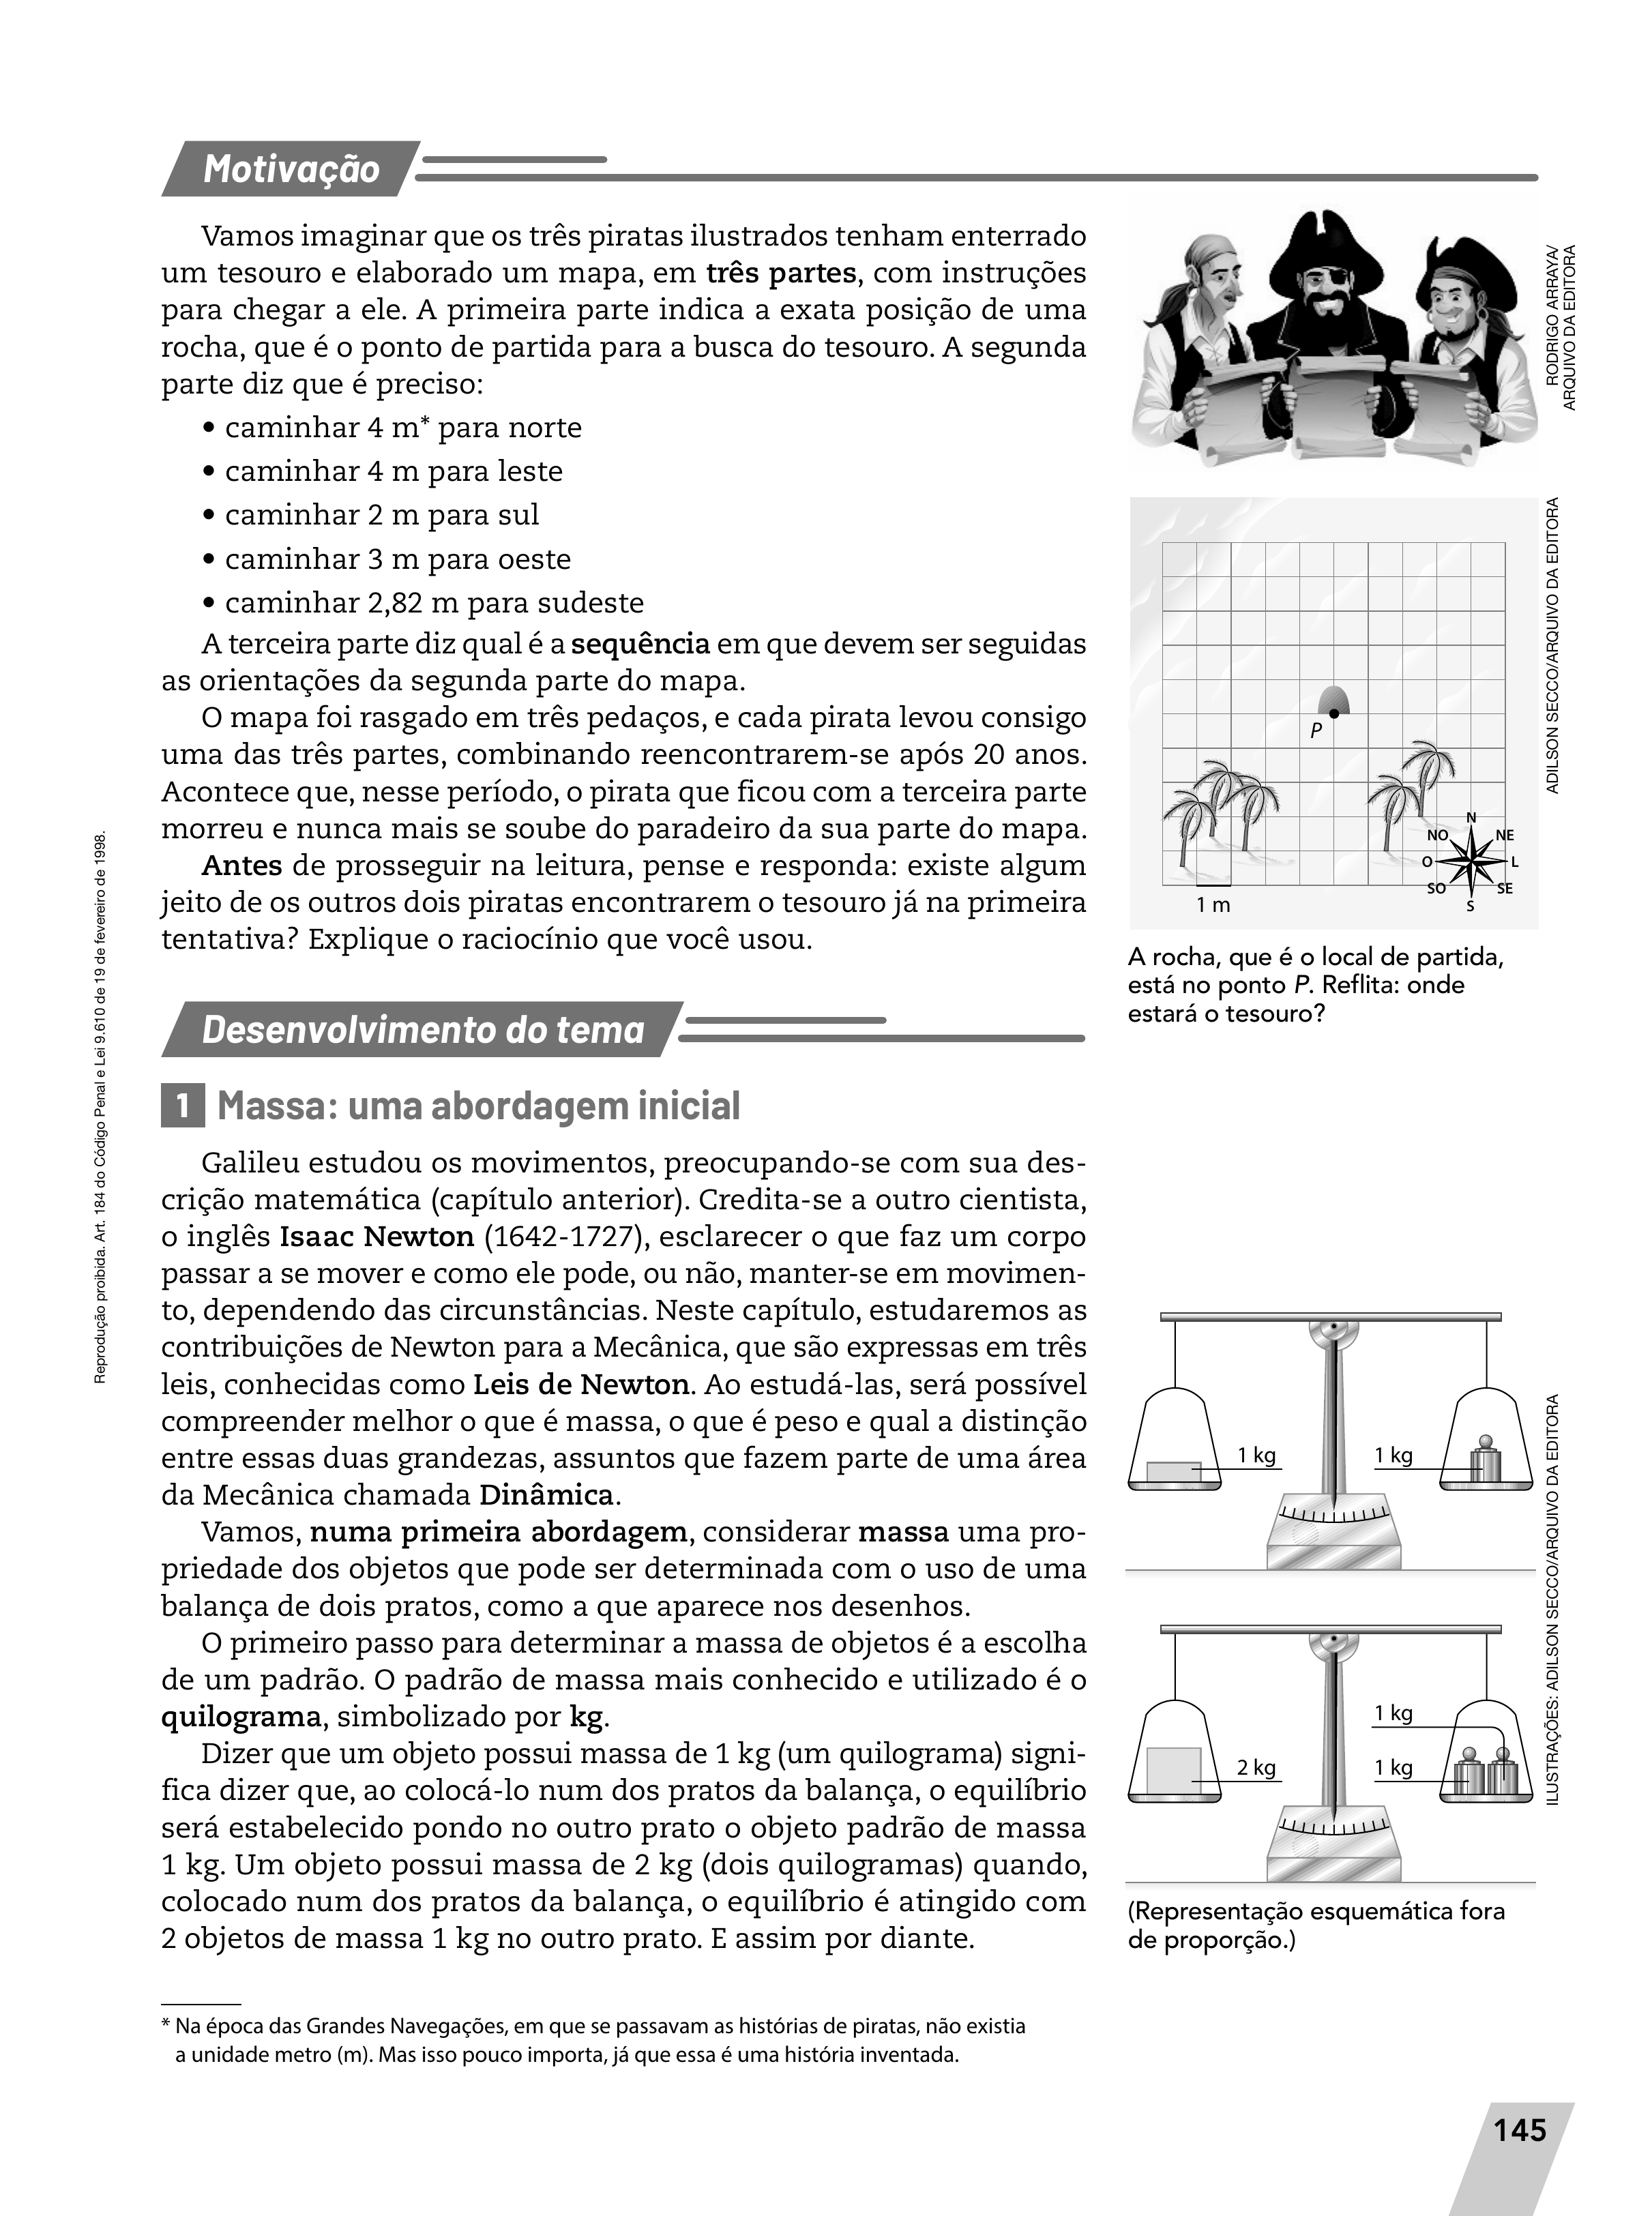 Motivação
Vamos imaginar que os três piratas ilustrados tenham enterrado
um tesouro e elaborado um mapa, em três partes, com instruções
para chegar a ele. A primeira parte indica a exata posição de uma
rocha, que é o ponto de partida para a busca do tesouro. A segunda
parte diz que é preciso:
• caminhar 4 m* para norte
• caminhar 4 m para leste
• caminhar 2 m para sul
• caminhar 3 m para oeste
• caminhar 2,82 m para sudeste
A terceira parte diz qual é a sequência em que devem ser seguidas
as orientações da segunda parte do mapa.
O mapa foi rasgado em três pedaços, e cada pirata levou consigo
uma das três partes, combinando reencontrarem-se após 20 anos.
Acontece que, nesse período, o pirata que ficou com a terceira parte
morreu e nunca mais se soube do paradeiro da sua parte do mapa.
Antes de prosseguir na leitura, pense e responda: existe algum
jeito de os outros dois piratas encontrarem o tesouro já na primeira
tentativa? Explique o raciocínio que você usou.
RODRIGO ARRAYA/
ARQUIVO DA EDITORA
P
N
NO
NE
O
L
SO
SE
S
1 m
ADILSON SECCO/ARQUIVO DA EDITORA
A rocha, que é o local de partida,
está no ponto P. Reflita: onde
estará o tesouro?
Desenvolvimento do tema
1 Massa: uma abordagem inicial
Galileu estudou os movimentos, preocupando-se com sua des-
crição matemática (capítulo anterior). Credita-se a outro cientista,
o inglês Isaac Newton (1642-1727), esclarecer o que faz um corpo
passar a se mover e como ele pode, ou não, manter-se em movimen-
to, dependendo das circunstâncias. Neste capítulo, estudaremos as
contribuições de Newton para a Mecânica, que são expressas em três
leis, conhecidas como Leis de Newton. Ao estudá-las, será possível
compreender melhor o que é massa, o que é peso e qual a distinção
entre essas duas grandezas, assuntos que fazem parte de uma área
da Mecânica chamada Dinâmica.
Vamos, numa primeira abordagem, considerar massa uma pro-
priedade dos objetos que pode ser determinada com o uso de uma
balança de dois pratos, como a que aparece nos desenhos.
O primeiro passo para determinar a massa de objetos é a escolha
de um padrão. O padrão de massa mais conhecido e utilizado é o
quilograma, simbolizado por kg.
Dizer que um objeto possui massa de 1 kg (um quilograma) signi-
fica dizer que, ao colocá-lo num dos pratos da balança, o equilíbrio
será estabelecido pondo no outro prato o objeto padrão de massa
1 kg. Um objeto possui massa de 2 kg (dois quilogramas) quando,
colocado num dos pratos da balança, o equilíbrio é atingido com
2 objetos de massa 1 kg no outro prato. E assim por diante.
1 kg
1 kg
1 kg
2 kg
1 kg
ILUSTRAÇÕES: ADILSON SECCO/ARQUIVO DA EDITORA
(Representação esquemática fora
de proporção.)
* Na época das Grandes Navegações, em que se passavam as histórias de piratas, não existia
a unidade metro (m). Mas isso pouco importa, já que essa é uma história inventada.
Reprodução proibida. Art. 184 do Código Penal e Lei 9.610 de 19 de fevereiro de 1998.
145